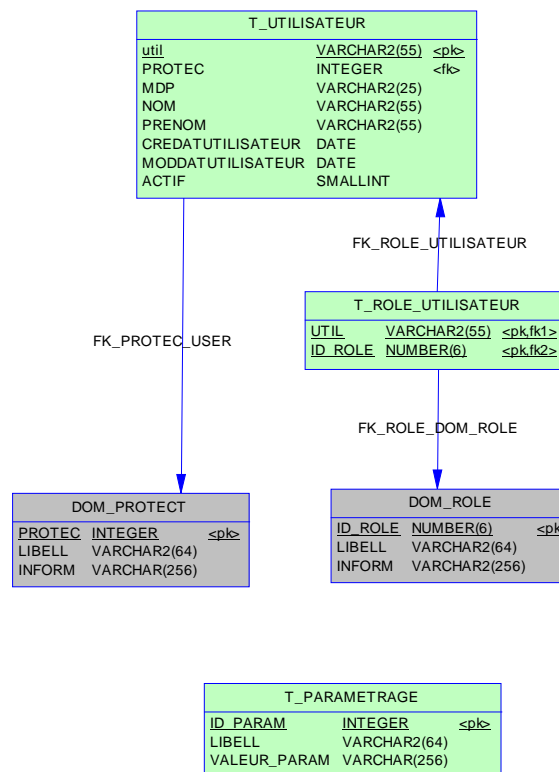 T_UTILISATEUR
util VARCHAR2(55) <pk>
PROTEC INTEGER <fk>
MDP VARCHAR2(25)
NOM VARCHAR2(55)
PRENOM VARCHAR2(55)
CREDATUTILISATEUR DATE
MODDATUTILISATEUR DATE
ACTIF SMALLINT
FK_ROLE_UTILISATEUR
T_ROLE_UTILISATEUR
UTIL VARCHAR2(55) <pk,fk1>
ID_ROLE NUMBER(6) <pk,fk2>
FK_PROTEC_USER
FK_ROLE_DOM_ROLE
DOM_PROTECT
PROTEC INTEGER <pk>
LIBELL VARCHAR2(64)
INFORM VARCHAR(256)
DOM_ROLE
ID_ROLE NUMBER(6) <pk
LIBELL VARCHAR2(64)
INFORM VARCHAR2(256)
T_PARAMETRAGE
ID_PARAM INTEGER <pk>
LIBELL VARCHAR2(64)
VALEUR_PARAM VARCHAR(256)